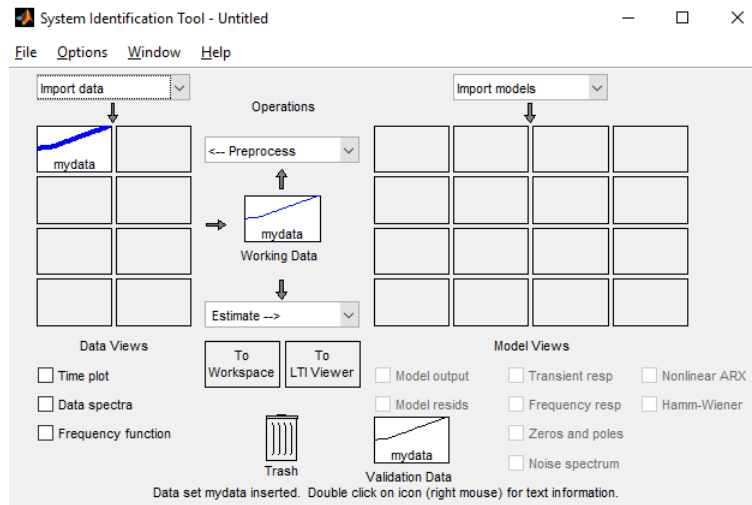 System Identification Tool - Untitled
File Options Window Help
Import data
Import models
Operations
<-- Preprocess
mydata
mydata
Working Data
Estimate -->
Data Views
Time plot
Data spectra
Frequency function
To Workspace
To LTI Viewer
Trash
Model Views
Model output
Transient resp
Nonlinear ARX
Model resids
Frequency resp
Hamm-Wiener
Zeros and poles
Noise spectrum
mydata
Validation Data
Data set mydata inserted. Double click on icon (right mouse) for text information.